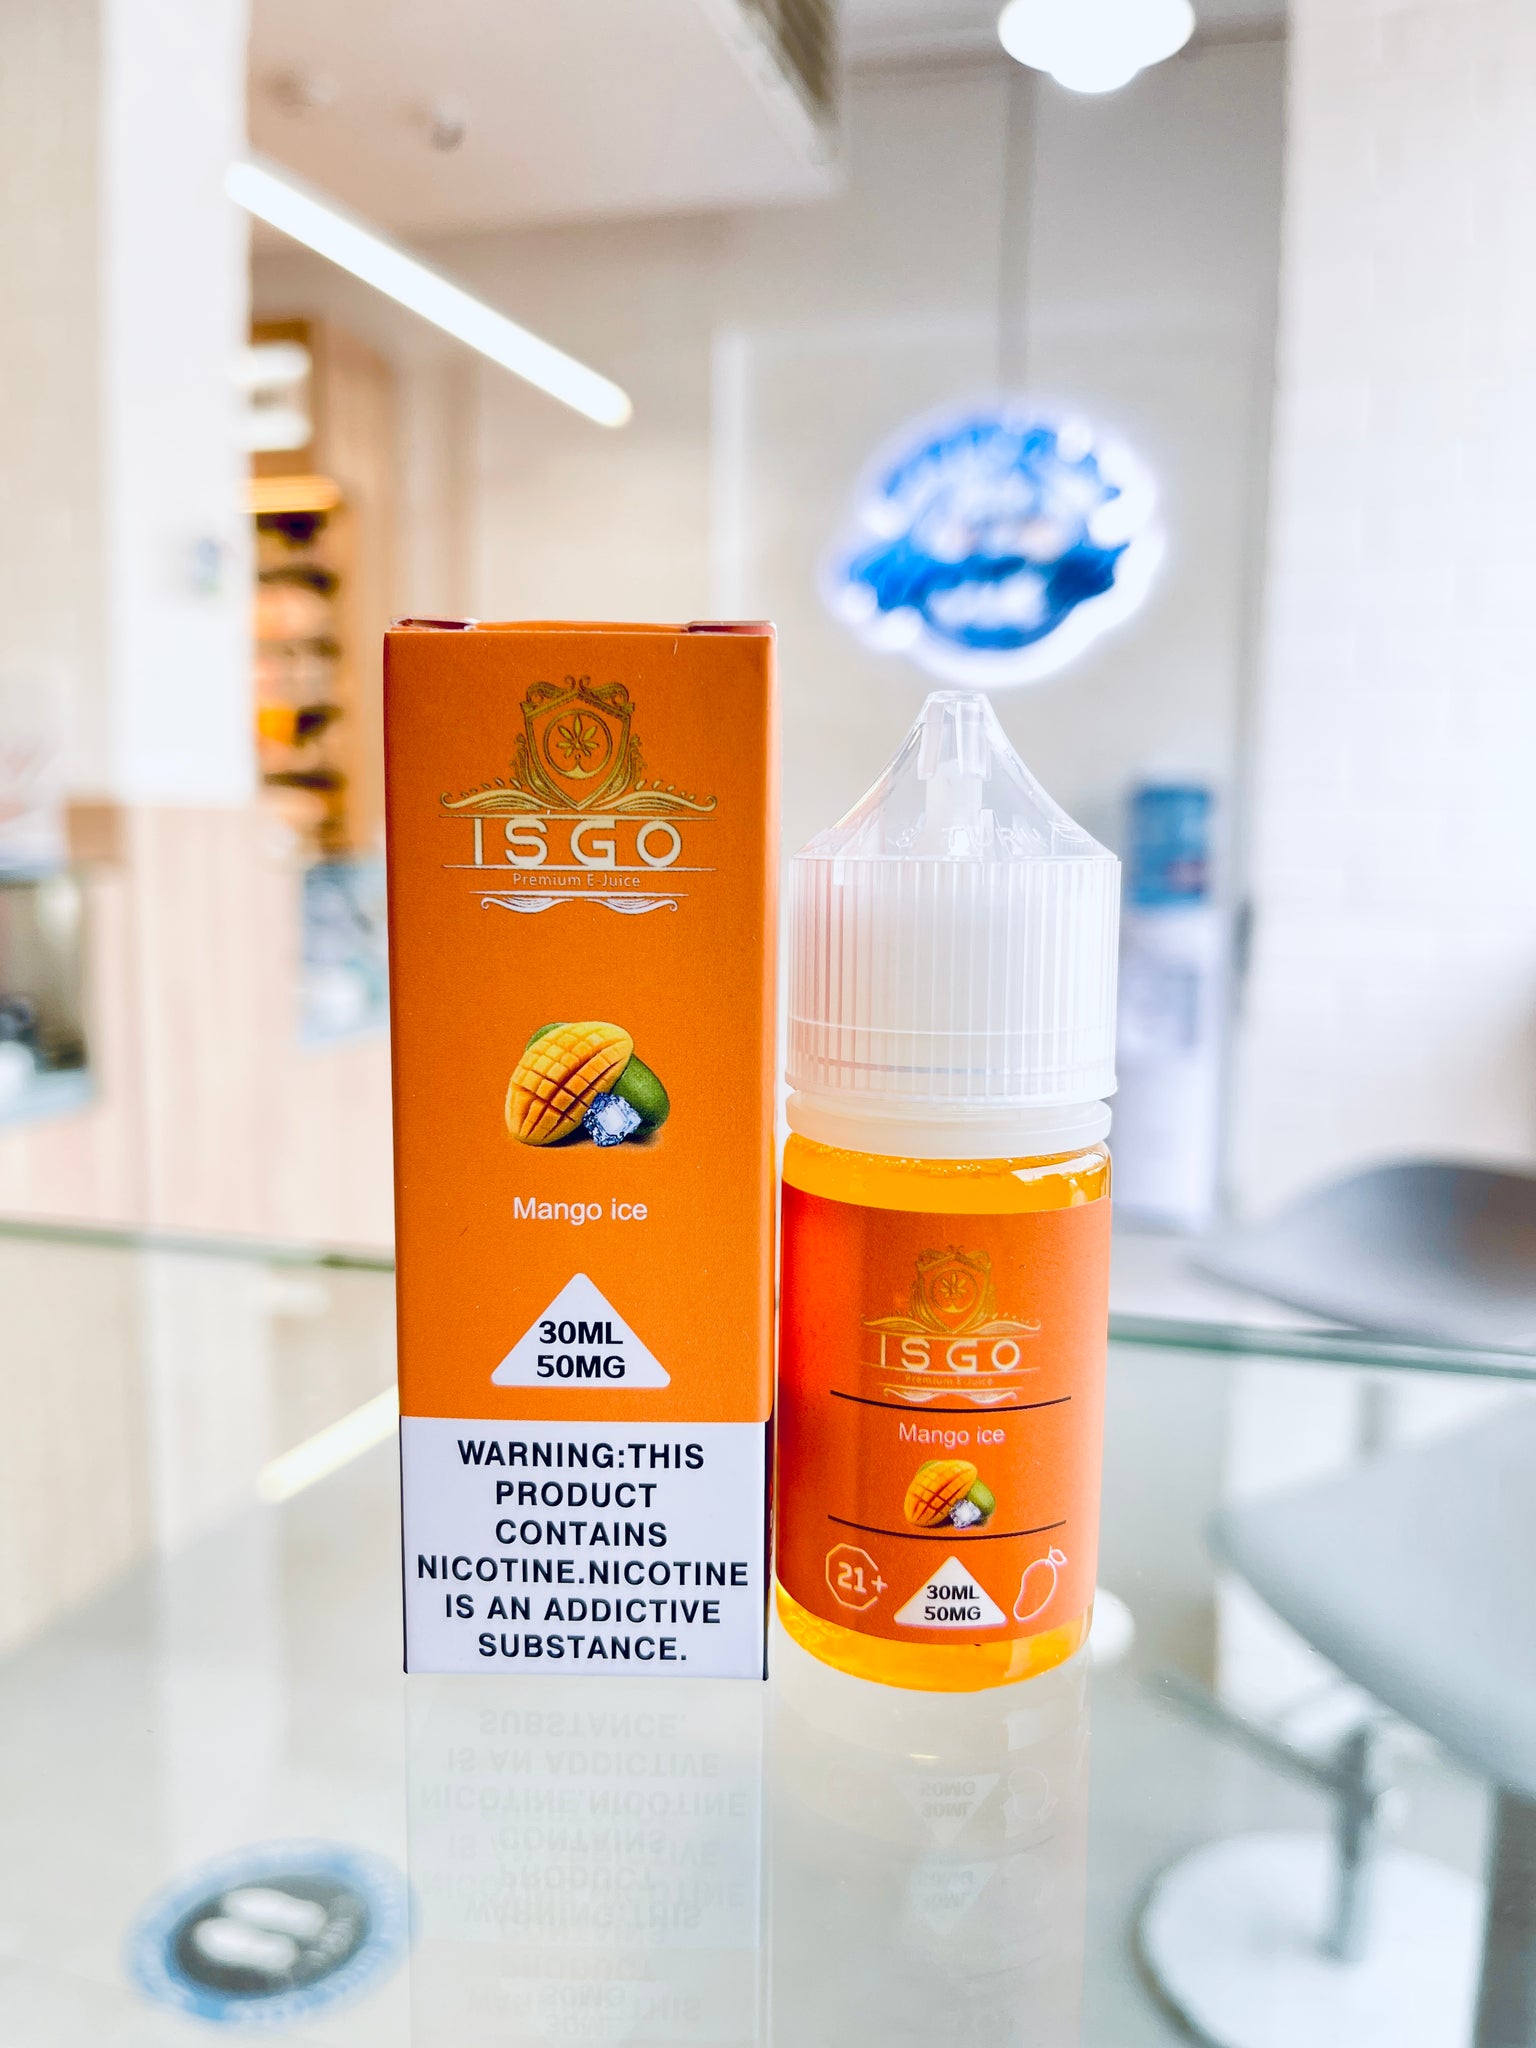 ISGO
Premium E-Juice
Mango ice
30ML
50MG
WARNING:THIS
PRODUCT
CONTAINS
NICOTINE.NICOTINE
IS AN ADDICTIVE
SUBSTANCE.
ISGO
Premium E-Juice
Mango ice
21+
30ML
50MG